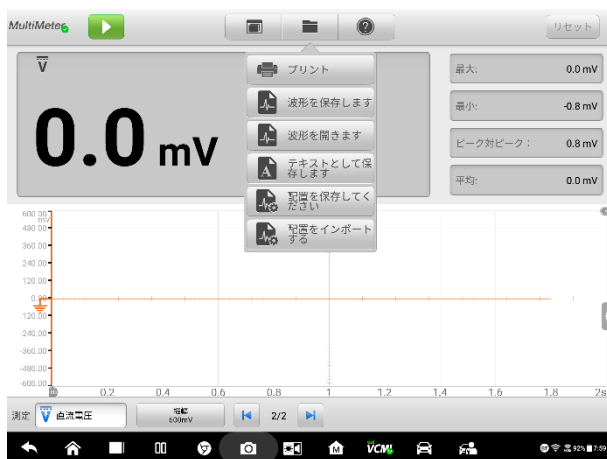 MultiMeter
リセット
プリント
波形を保存します
波形を開きます
テキストとして保
存します
配置を保存してく
ださい
配置をインポート
する
V
0.0 mV
最大: 0.0 mV
最小: -0.8 mV
ピーク対ピーク： 0.8 mV
平均: 0.0 mV
600.00
mV
480.00
360.00
240.00
120.00
0.00
120.00
-240.00
-360.00
-480.00
-600.00
0.2 0.4 0.6 0.8 1 1.2 1.4 1.6 1.8 2s
測定 V 直流電圧
振幅
600mV
2/2
M VCMI
92% 7:59